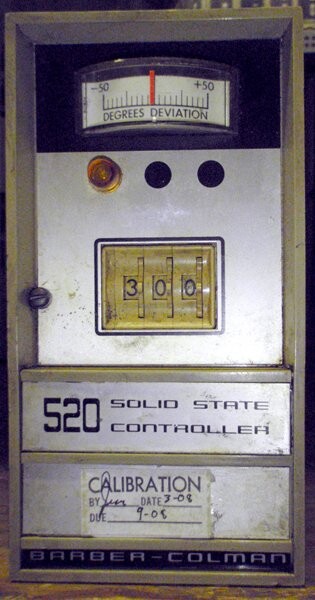 -50 +50
DEGREES DEVIATION
300
520 SOLID STATE
CONTROLLER
CALIBRATION
BY DATE 3-08
DUE 9-08
BARBER-COLMAN